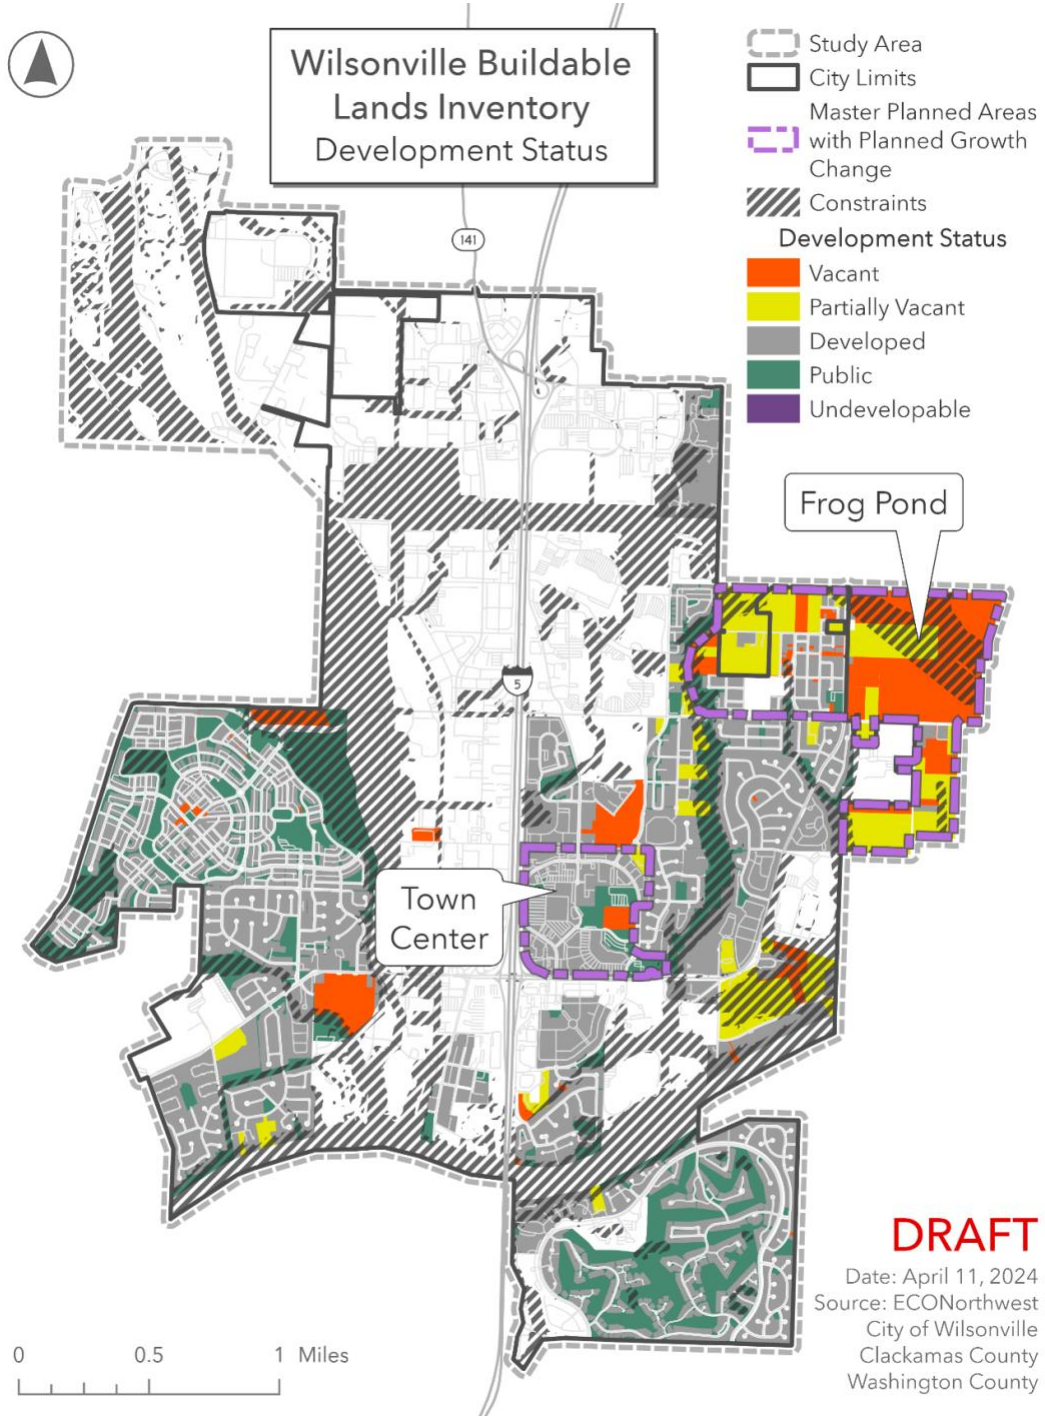 Wilsonville Buildable
Lands Inventory
Development Status
Study Area
City Limits
Master Planned Areas
with Planned Growth
Change
Constraints
Development Status
Vacant
Partially Vacant
Developed
Public
Undevelopable
141
Frog Pond
5
Town
Center
DRAFT
Date: April 11, 2024
Source: ECONorthwest
City of Wilsonville
Clackamas County
Washington County
0 0.5 1 Miles